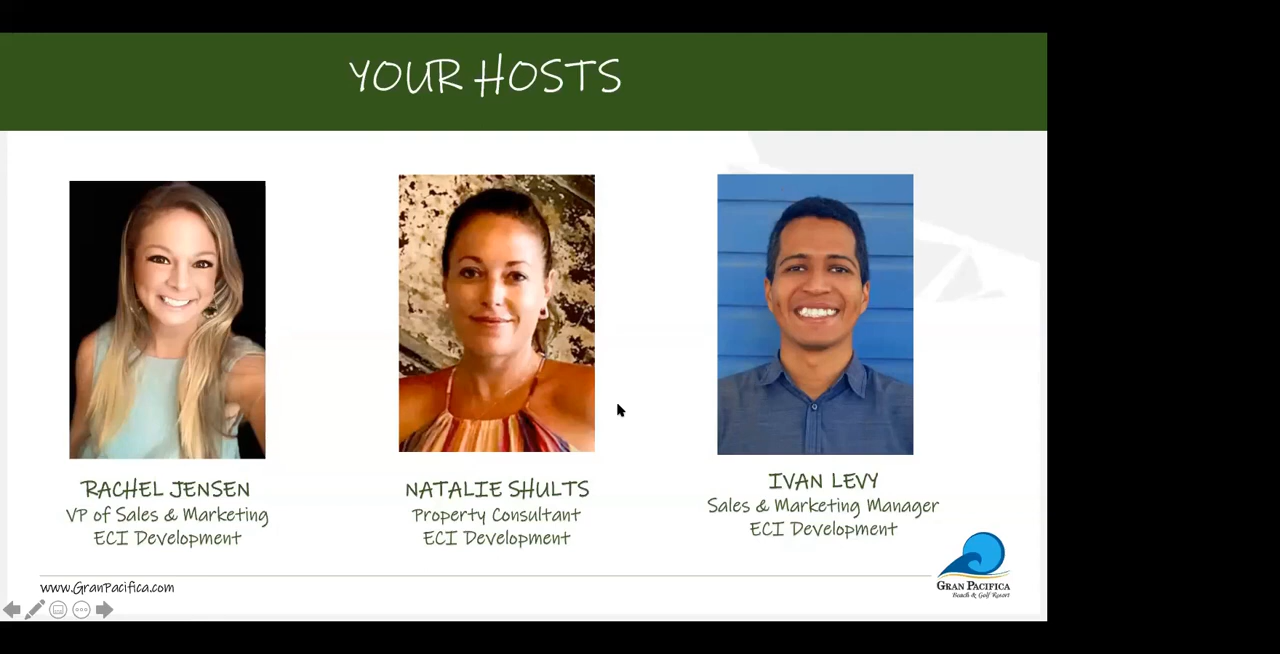 YOUR HOSTS
RACHEL JENSEN
VP of Sales & Marketing
ECI Development
NATALIE SHULTS
Property Consultant
ECI Development
IVAN LEVY
Sales & Marketing Manager
ECI Development
www.GranPacifica.com
GRAN PACIFICA
Beach & Golf Resort